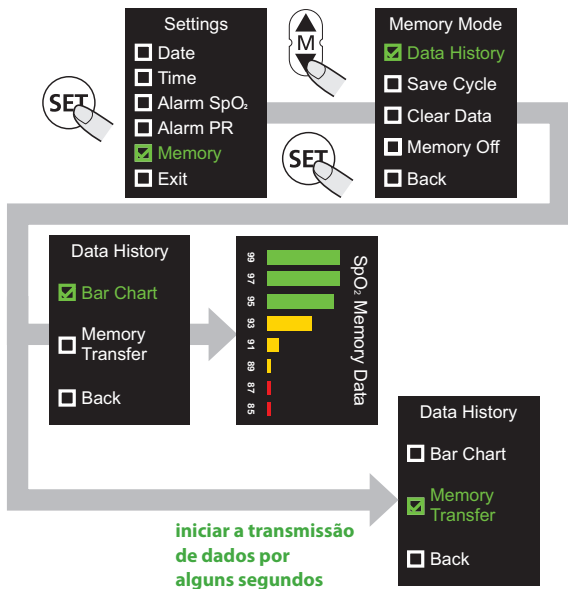 Settings
Date
Time
Alarm SpO₂
Alarm PR
Memory
Exit
SET
M
SET
Memory Mode
Data History
Save Cycle
Clear Data
Memory Off
Back
Data History
Bar Chart
Memory
Transfer
Back
SpO₂ Memory Data
99
97
95
93
91
89
87
85
Data History
Bar Chart
Memory
Transfer
Back
iniciar a transmissão
de dados por
alguns segundos